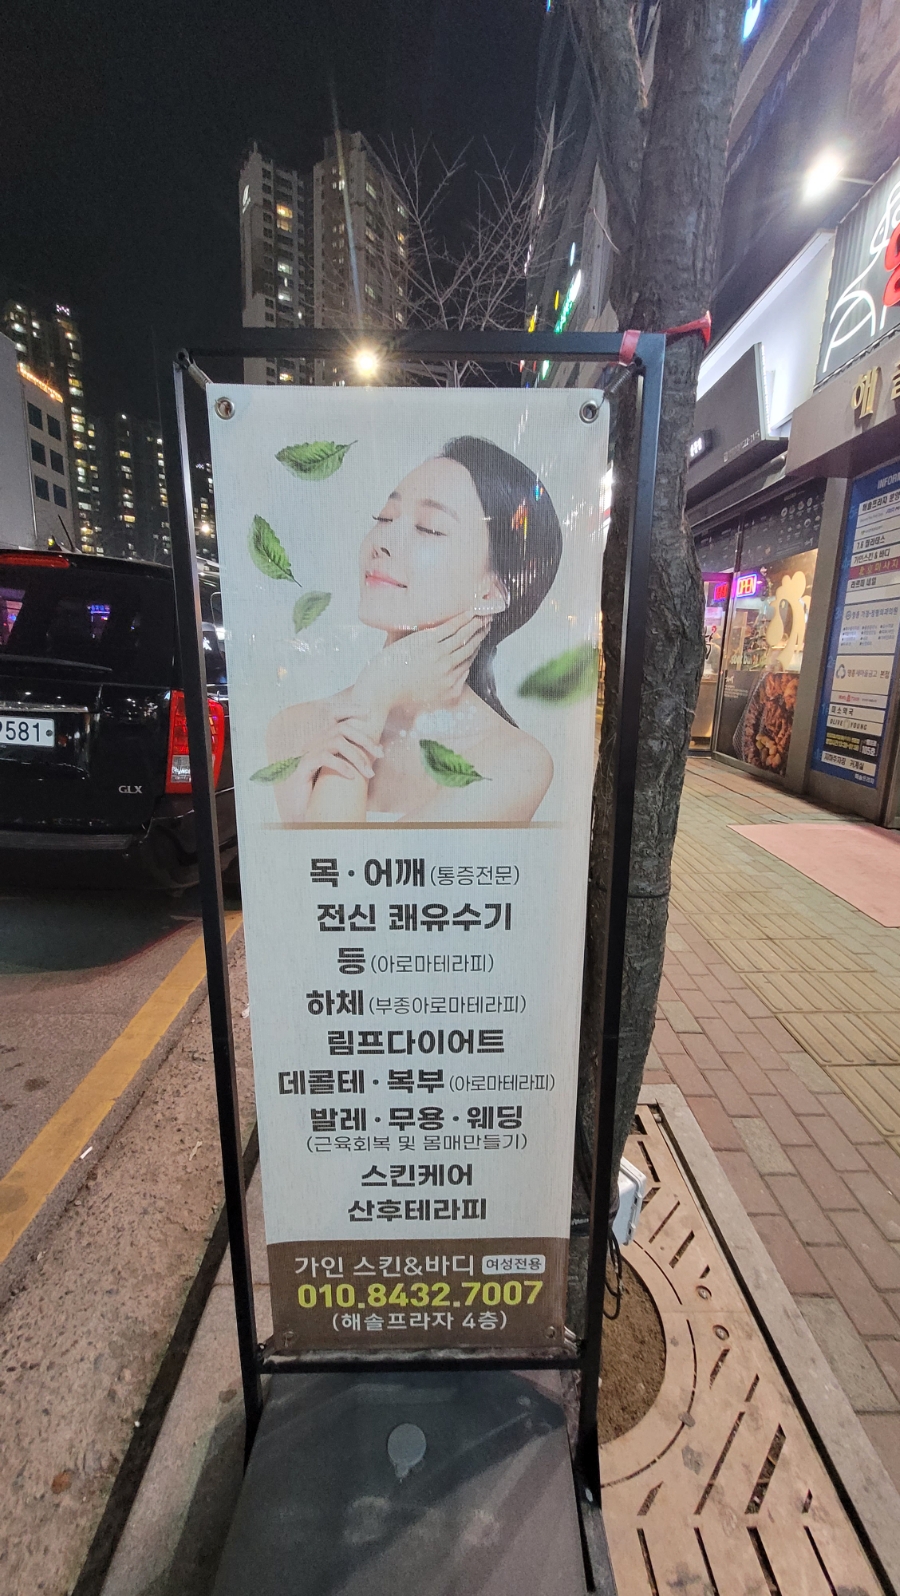 목·어깨(통증전문)
전신 쾌유수기
등(아로마테라피)
하체(부종아로마테라피)
림프다이어트
데콜테·복부(아로마테라피)
발레·무용·웨딩
(근육회복 및 몸매만들기)
스킨케어
산후테라피
가인 스킨&바디 여성전용
010.8432.7007
(해솔프라자 4층)
581
GLX
해